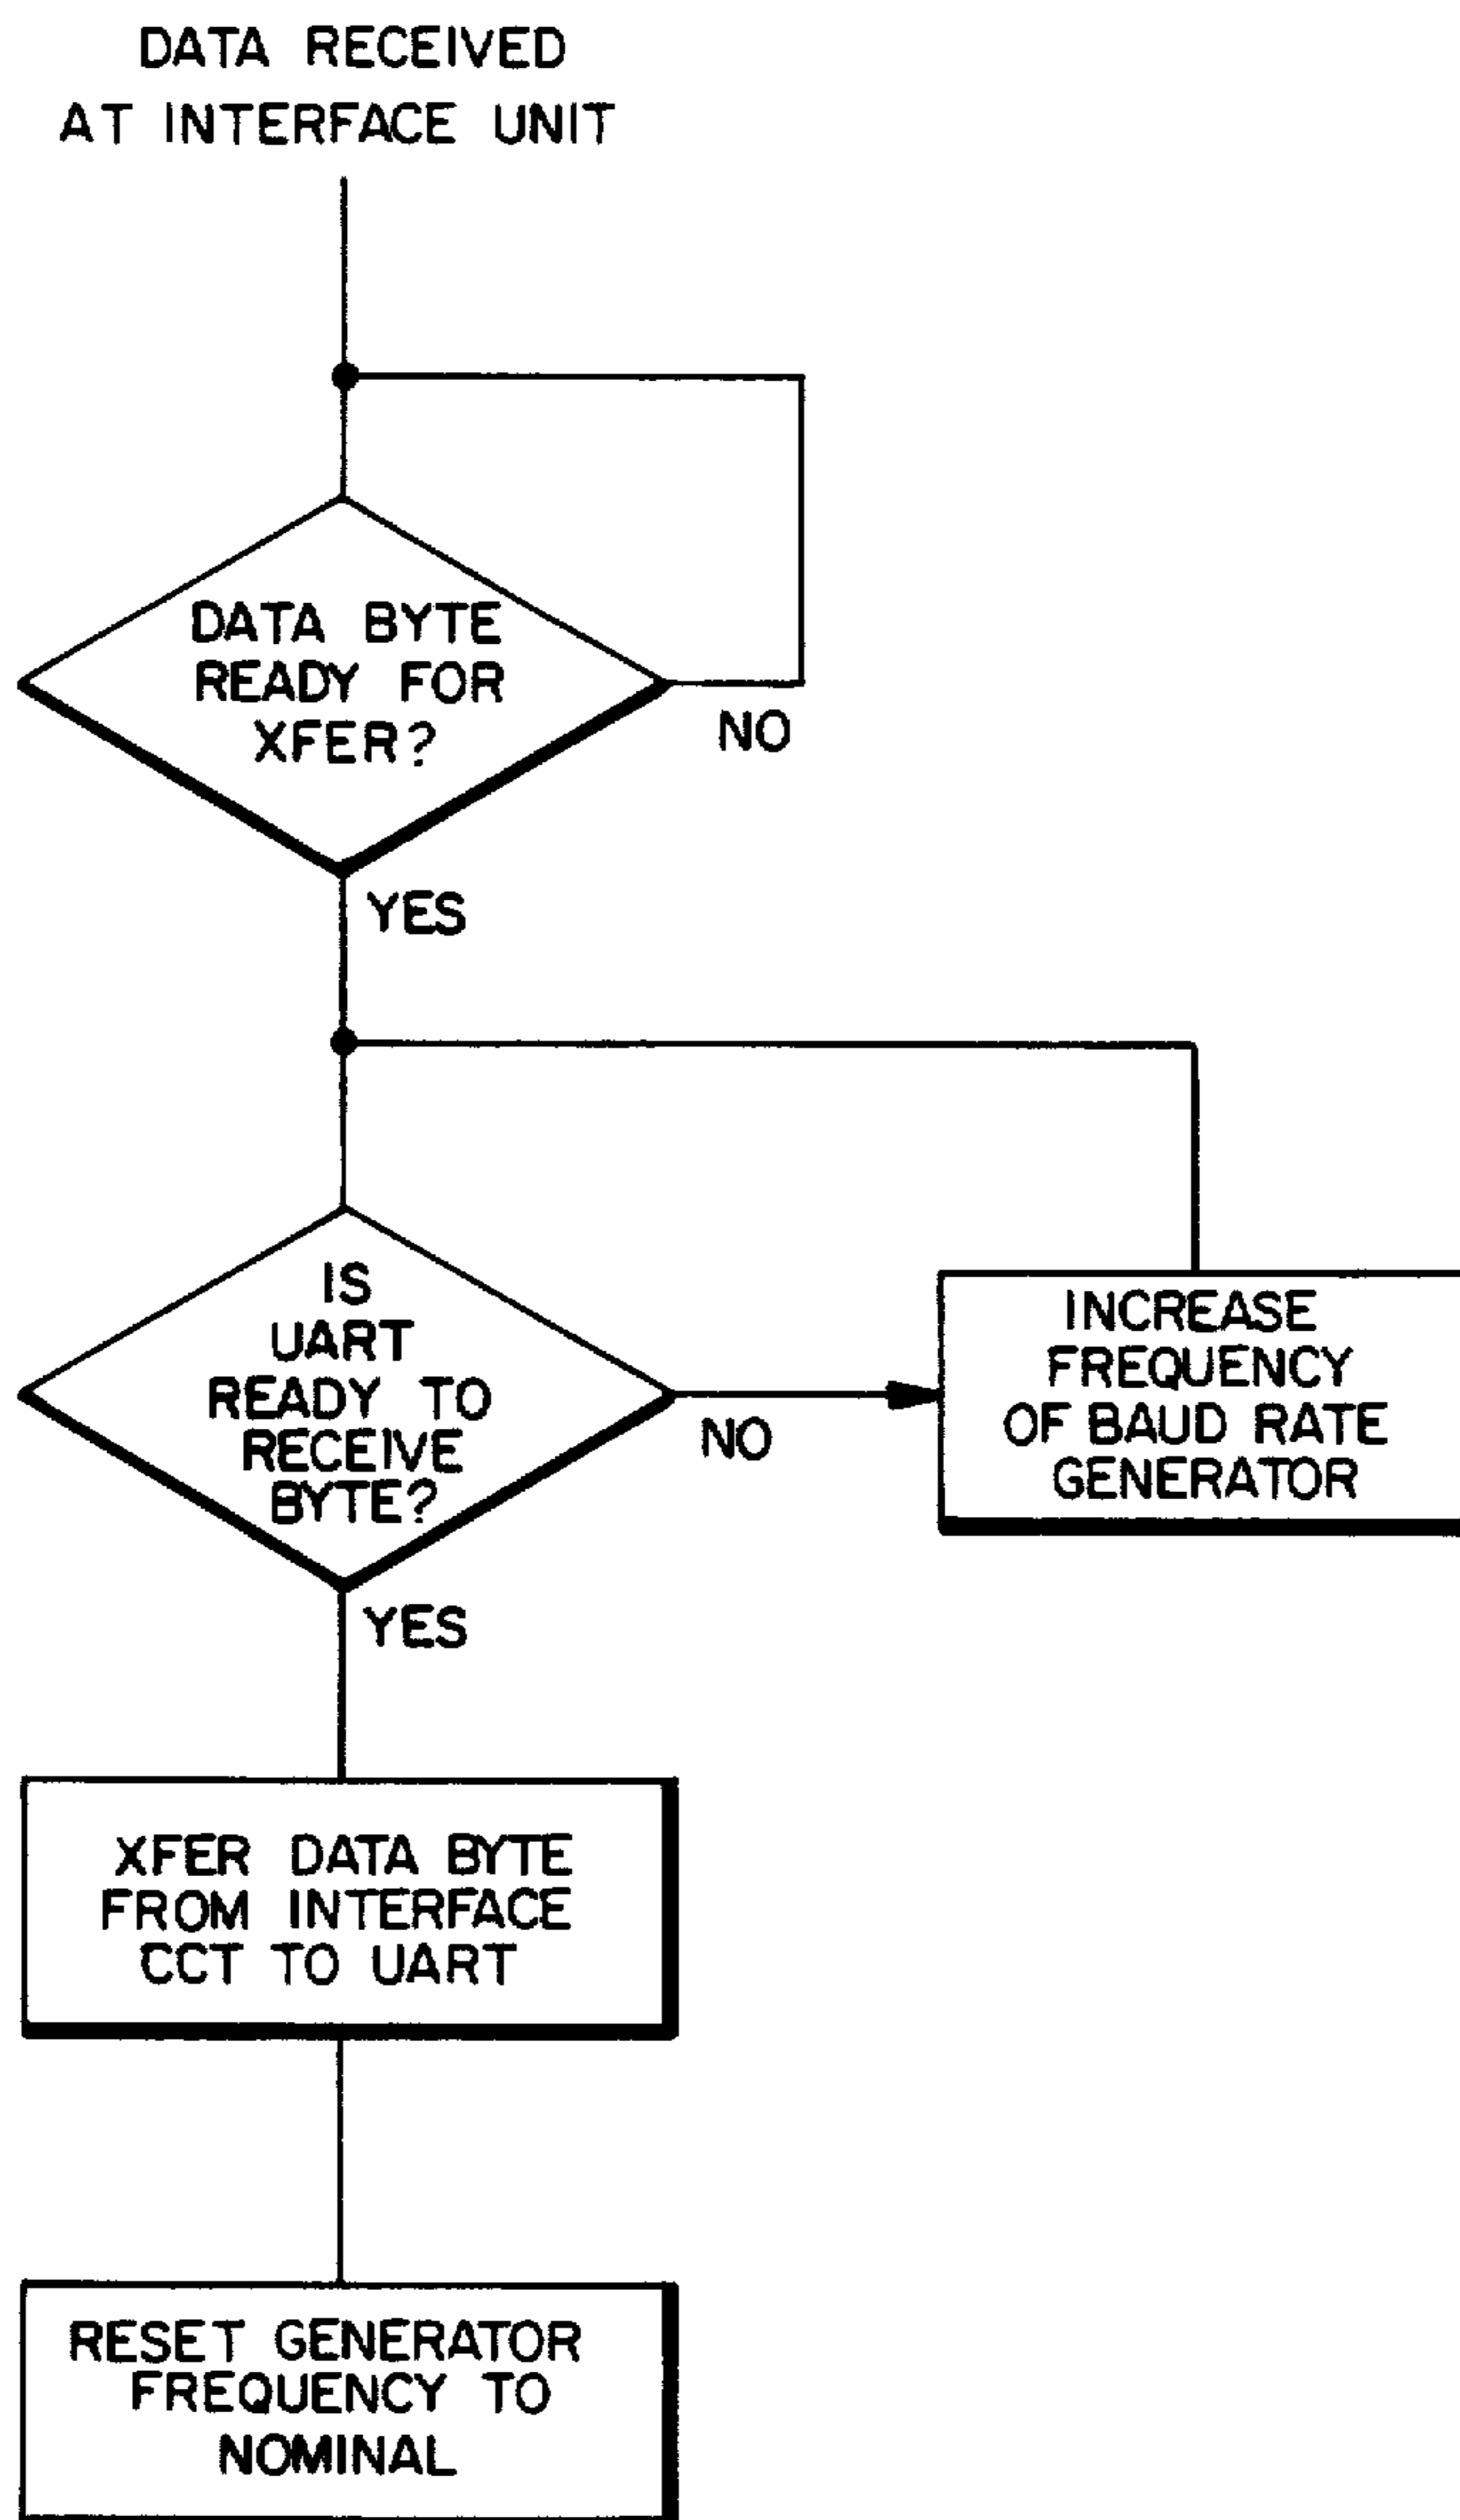 DATA RECEIVED
AT INTERFACE UNIT
DATA BYTE
READY FOR
XFER?
NO
YES
IS
UART
READY TO
RECEIVE
BYTE?
NO
INCREASE
FREQUENCY
OF BAUD RATE
GENERATOR
YES
XFER DATA BYTE
FROM INTERFACE
CCT TO UART
RESET GENERATOR
FREQUENCY TO
NOMINAL